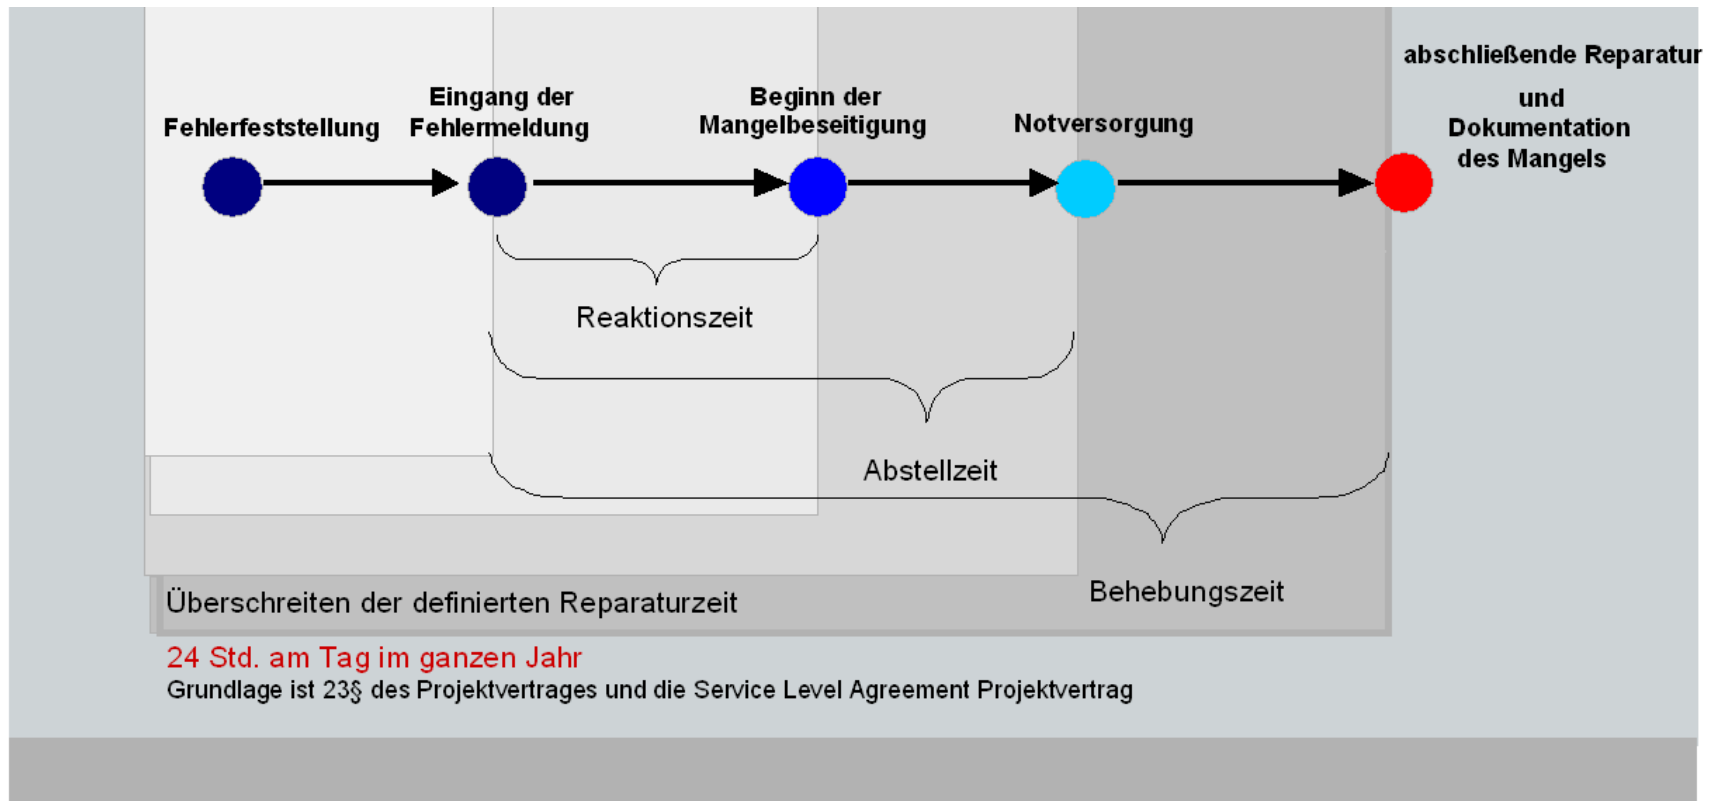 Fehlerfeststellung
Eingang der
Fehlermeldung
Beginn der
Mangelbeseitigung
Notversorgung
abschließende Reparatur
und
Dokumentation
des Mangels
Reaktionszeit
Abstellzeit
Behebungszeit
Überschreiten der definierten Reparaturzeit
24 Std. am Tag im ganzen Jahr
Grundlage ist 23§ des Projektvertrages und die Service Level Agreement Projektvertrag